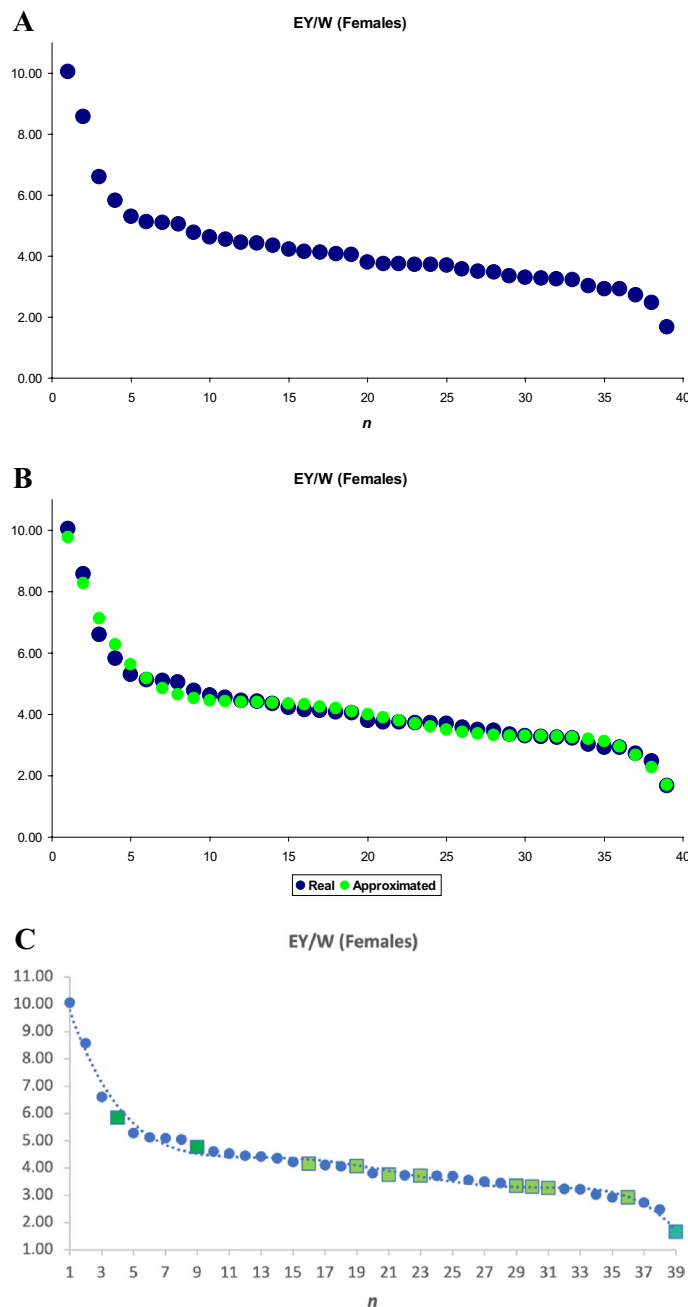 A
EY/W (Females)
10.00
8.00
6.00
4.00
2.00
0.00
0 5 10 15 20 25 30 35 40
n
B
EY/W (Females)
10.00
8.00
6.00
4.00
2.00
0.00
0 5 10 15 20 25 30 35 40
Real Approximated
C
EY/W (Females)
11.00
10.00
9.00
8.00
7.00
6.00
5.00
4.00
3.00
2.00
1.00
1 3 5 7 9 11 13 15 17 19 21 23 25 27 29 31 33 35 37 39
n